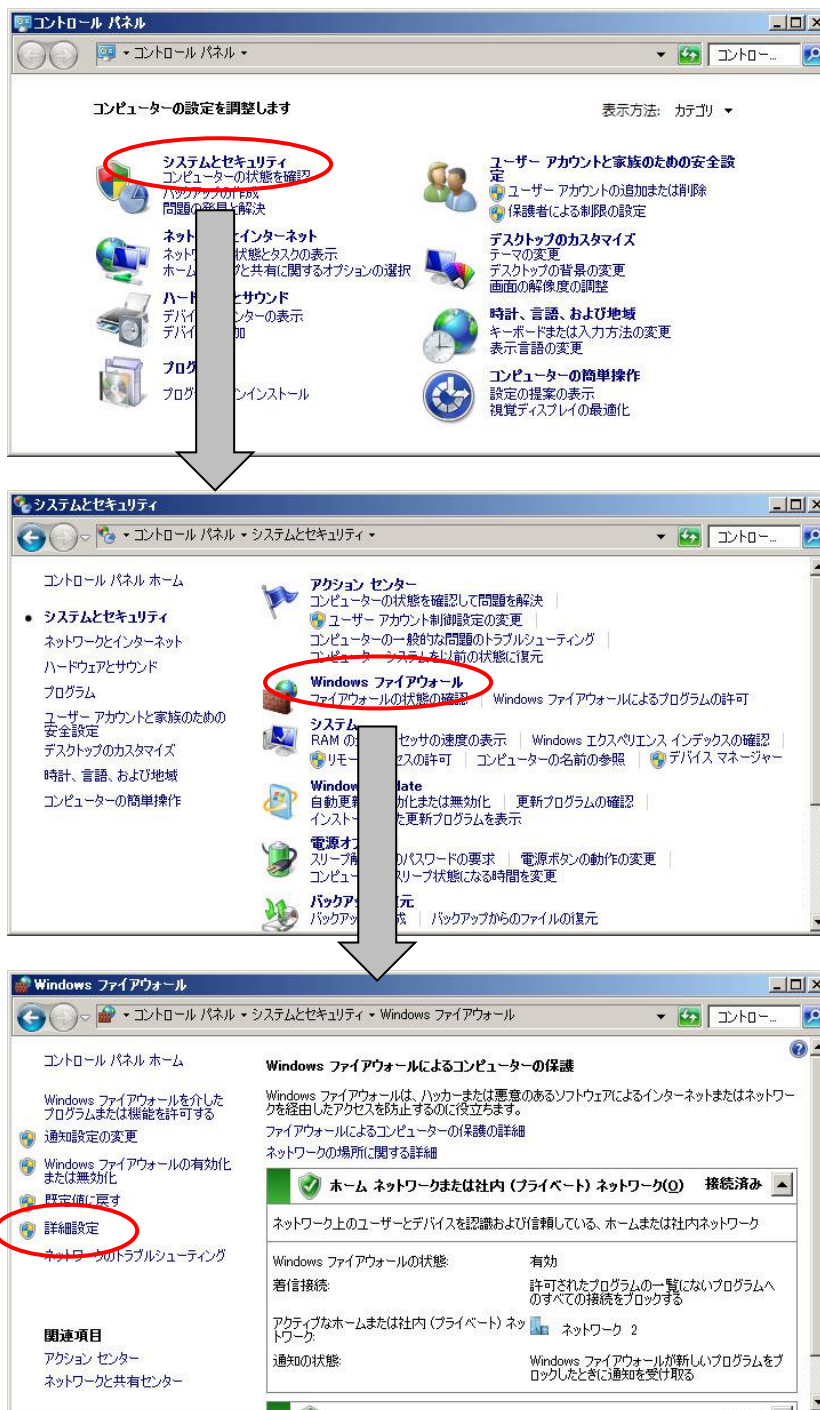 コントロール パネル
コントロール パネル
コントロー...
コンピューターの設定を調整します
表示方法: カテゴリ
システムとセキュリティ
コンピューターの状態を確認
バックアップの作成
問題の発見と解決
ネット
とインターネット
状態とタスクの表示
と共有に関するオプションの選択
サウンド
の表示
プログ
ンインストール
ユーザー アカウントと家族のための安全設
定
ユーザー アカウントの追加または削除
保護者による制限の設定
デスクトップのカスタマイズ
テーマの変更
デスクトップの背景の変更
画面の解像度の調整
時計、言語、および地域
キーボードまたは入力方法の変更
表示言語の変更
コンピューターの簡単操作
設定の提案の表示
視覚ディスプレイの最適化
システムとセキュリティ
コントロール パネル システムとセキュリティ
コントロー...
コントロール パネル ホーム
システムとセキュリティ
ネットワークとインターネット
ハードウェアとサウンド
プログラム
ユーザー アカウントと家族のための
安全設定
デスクトップのカスタマイズ
時計、言語、および地域
コンピューターの簡単操作
アクション センター
コンピューターの状態を確認して問題を解決
ユーザー アカウント制御設定の変更
コンピューターの一般的な問題のトラブルシューティング
コンピューター システムを以前の状態に復元
Windows ファイアウォール
ファイアウォールの状態の確認 Windows ファイアウォールによるプログラムの許可
システム
RAM の セッサの速度の表示 Windows エクスペリエンス インデックスの確認
リモー セスの許可 コンピューターの名前の参照 デバイス マネージャー
Window date
自動更新 化または無効化 更新プログラムの確認
インストー た更新プログラムを表示
電源オ
スリープ のパスワードの要求 電源ボタンの動作の変更
コンピュー スリープ状態になる時間を変更
バックア 元
バックアッ 成 バックアップからのファイルの復元
Windows ファイアウォール
コントロール パネル システムとセキュリティ Windows ファイアウォール
コントロー...
コントロール パネル ホーム
Windows ファイアウォールを介した
プログラムまたは機能を許可する
通知設定の変更
Windows ファイアウォールの有効化
または無効化
既定値に戻す
詳細設定
ネットワークのトラブルシューティング
関連項目
アクション センター
ネットワークと共有センター
Windows ファイアウォールによるコンピューターの保護
Windows ファイアウォールは、ハッカーまたは悪意のあるソフトウェアによるインターネットまたはネットワー
クを経由したアクセスを防止するのに役立ちます。
ファイアウォールによるコンピューターの保護の詳細
ネットワークの場所に関する詳細
ホーム ネットワークまたは社内 (プライベート) ネットワーク(O) 接続済み
ネットワーク上のユーザーとデバイスを認識および信頼している、ホームまたは社内ネットワーク
Windows ファイアウォールの状態: 有効
着信接続: 許可されたプログラムの一覧にないプログラムへ
のすべての接続をブロックする
アクティブなホームまたは社内 (プライベート) ネッ
トワーク: ネットワーク 2
通知の状態: Windows ファイアウォールが新しいプログラムをブ
ロックしたときに通知を受け取る